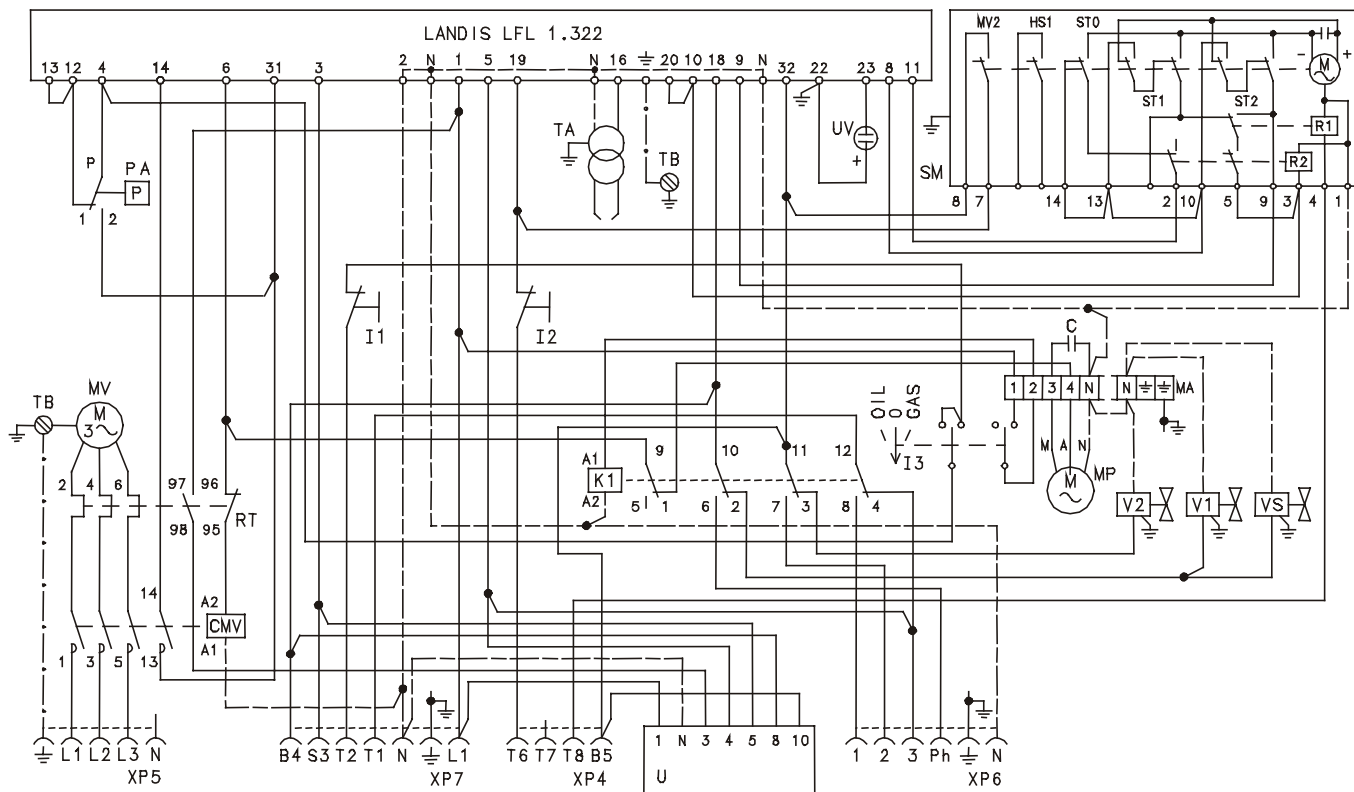 LANDIS LFL 1.322
MV2 HS1 ST0
13 12 4 14 6 31 3 2 N 1 5 19 N 16 20 10 18 9 N 32 22 23 8 11
- M +
ST1 ST2
R1
R2
TA
UV
+
TB
SM
P
PA
P
1 2
8 7 14 13 2 10 5 9 3 4 1
I1
I2
C
1 2 3 4 N N MA
OIL
0
GAS
I3
MV
TB
M
3
M A N
M
MP
A1
K1
A2
9 10 11 12
5 1 6 2 7 3 8 4
V2 V1 VS
2 4 6 97 96
98 95
RT
14
A2
CMV
A1
1 3 5 13
L1 L2 L3 N
XP5
B4 S3 T2 T1 N L1
XP7
T6 T7 T8 B5
XP4
1 N 3 4 5 8 10
U
1 2 3 Ph N
XP6